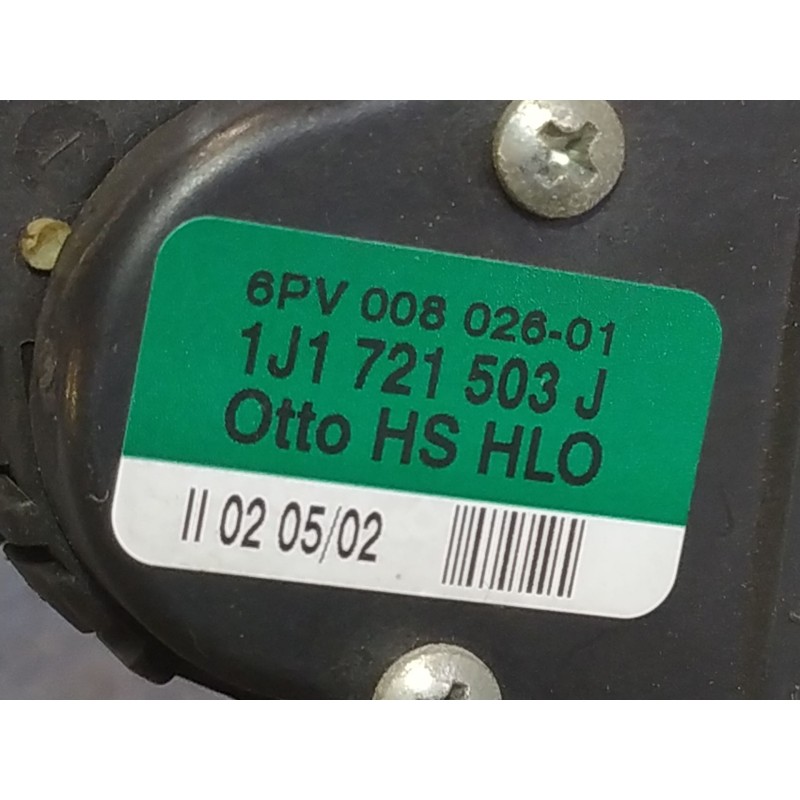 6PV 008 026-01
1J1 721 503 J
Otto HS HLO
II 02 05/02